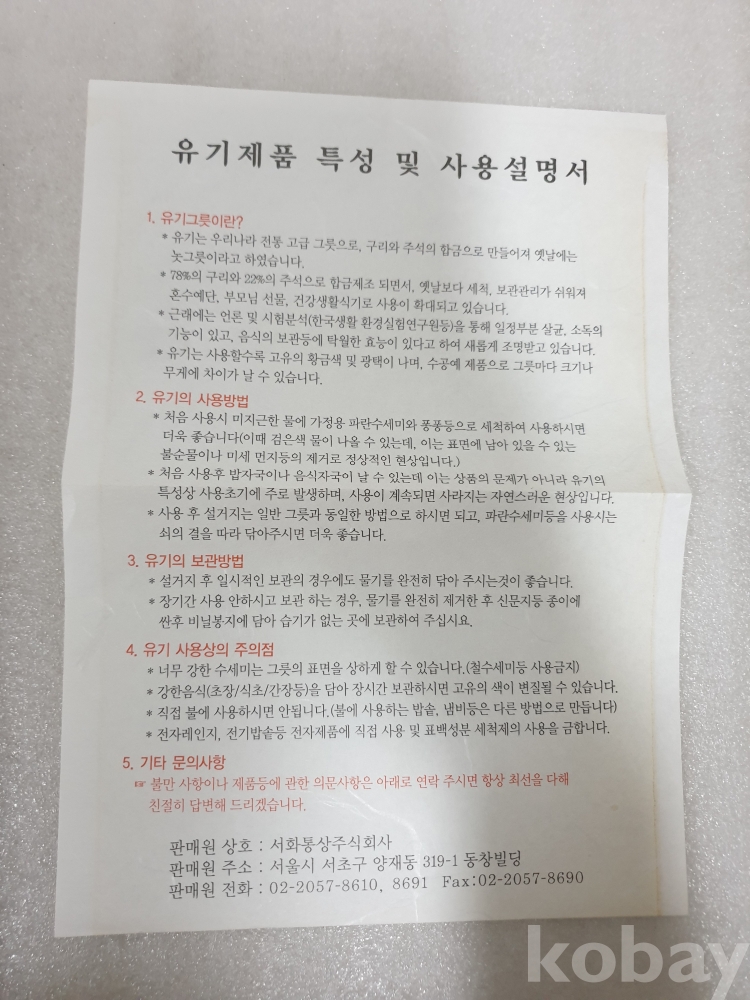 유기제품 특성 및 사용설명서
1. 유기그릇이란?
* 유기는 우리나라 전통 고급 그릇으로, 구리와 주석의 합금으로 만들어져 옛날에는
놋그릇이라고 하였습니다.
* 78%의 구리와 22%의 주석으로 합금제조 되면서, 옛날보다 세척, 보관관리가 쉬워져
혼수예단, 부모님 선물, 건강생활식기로 사용이 확대되고 있습니다.
* 근래에는 언론 및 시험분석(한국생활 환경실험연구원등)을 통해 일정부분 살균, 소독의
기능이 있고, 음식의 보관등에 탁월한 효능이 있다고 하여 새롭게 조명받고 있습니다.
* 유기는 사용할수록 고유의 황금색 및 광택이 나며, 수공예 제품으로 그릇마다 크기나
무게에 차이가 날 수 있습니다.
2. 유기의 사용방법
* 처음 사용시 미지근한 물에 가정용 파란수세미와 퐁퐁등으로 세척하여 사용하시면
더욱 좋습니다(이때 검은색 물이 나올 수 있는데, 이는 표면에 남아 있을 수 있는
불순물이나 미세 먼지등의 제거로 정상적인 현상입니다.)
* 처음 사용후 밥자국이나 음식자국이 날 수 있는데 이는 상품의 문제가 아니라 유기의
특성상 사용초기에 주로 발생하며, 사용이 계속되면 사라지는 자연스러운 현상입니다.
* 사용 후 설거지는 일반 그릇과 동일한 방법으로 하시면 되고, 파란수세미등을 사용시는
쇠의 결을 따라 닦아주시면 더욱 좋습니다.
3. 유기의 보관방법
* 설거지 후 일시적인 보관의 경우에도 물기를 완전히 닦아 주시는것이 좋습니다.
* 장기간 사용 안하시고 보관 하는 경우, 물기를 완전히 제거한 후 신문지등 종이에
싼후 비닐봉지에 담아 습기가 없는 곳에 보관하여 주십시요.
4. 유기 사용상의 주의점
* 너무 강한 수세미는 그릇의 표면을 상하게 할 수 있습니다.(철수세미등 사용금지)
* 강한음식(초장/식초/간장등)을 담아 장시간 보관하시면 고유의 색이 변질될 수 있습니다.
* 직접 불에 사용하시면 안됩니다.(불에 사용하는 밥솥, 냄비등은 다른 방법으로 만듭니다)
* 전자레인지, 전기밥솥등 전자제품에 직접 사용 및 표백성분 세척제의 사용을 금합니다.
5. 기타 문의사항
☞ 불만 사항이나 제품등에 관한 의문사항은 아래로 연락 주시면 항상 최선을 다해
친절히 답변해 드리겠습니다.
판매원 상호 : 서화통상주식회사
판매원 주소 : 서울시 서초구 양재동 319-1 동창빌딩
판매원 전화 : 02-2057-8610, 8691 Fax:02-2057-8690
kobay